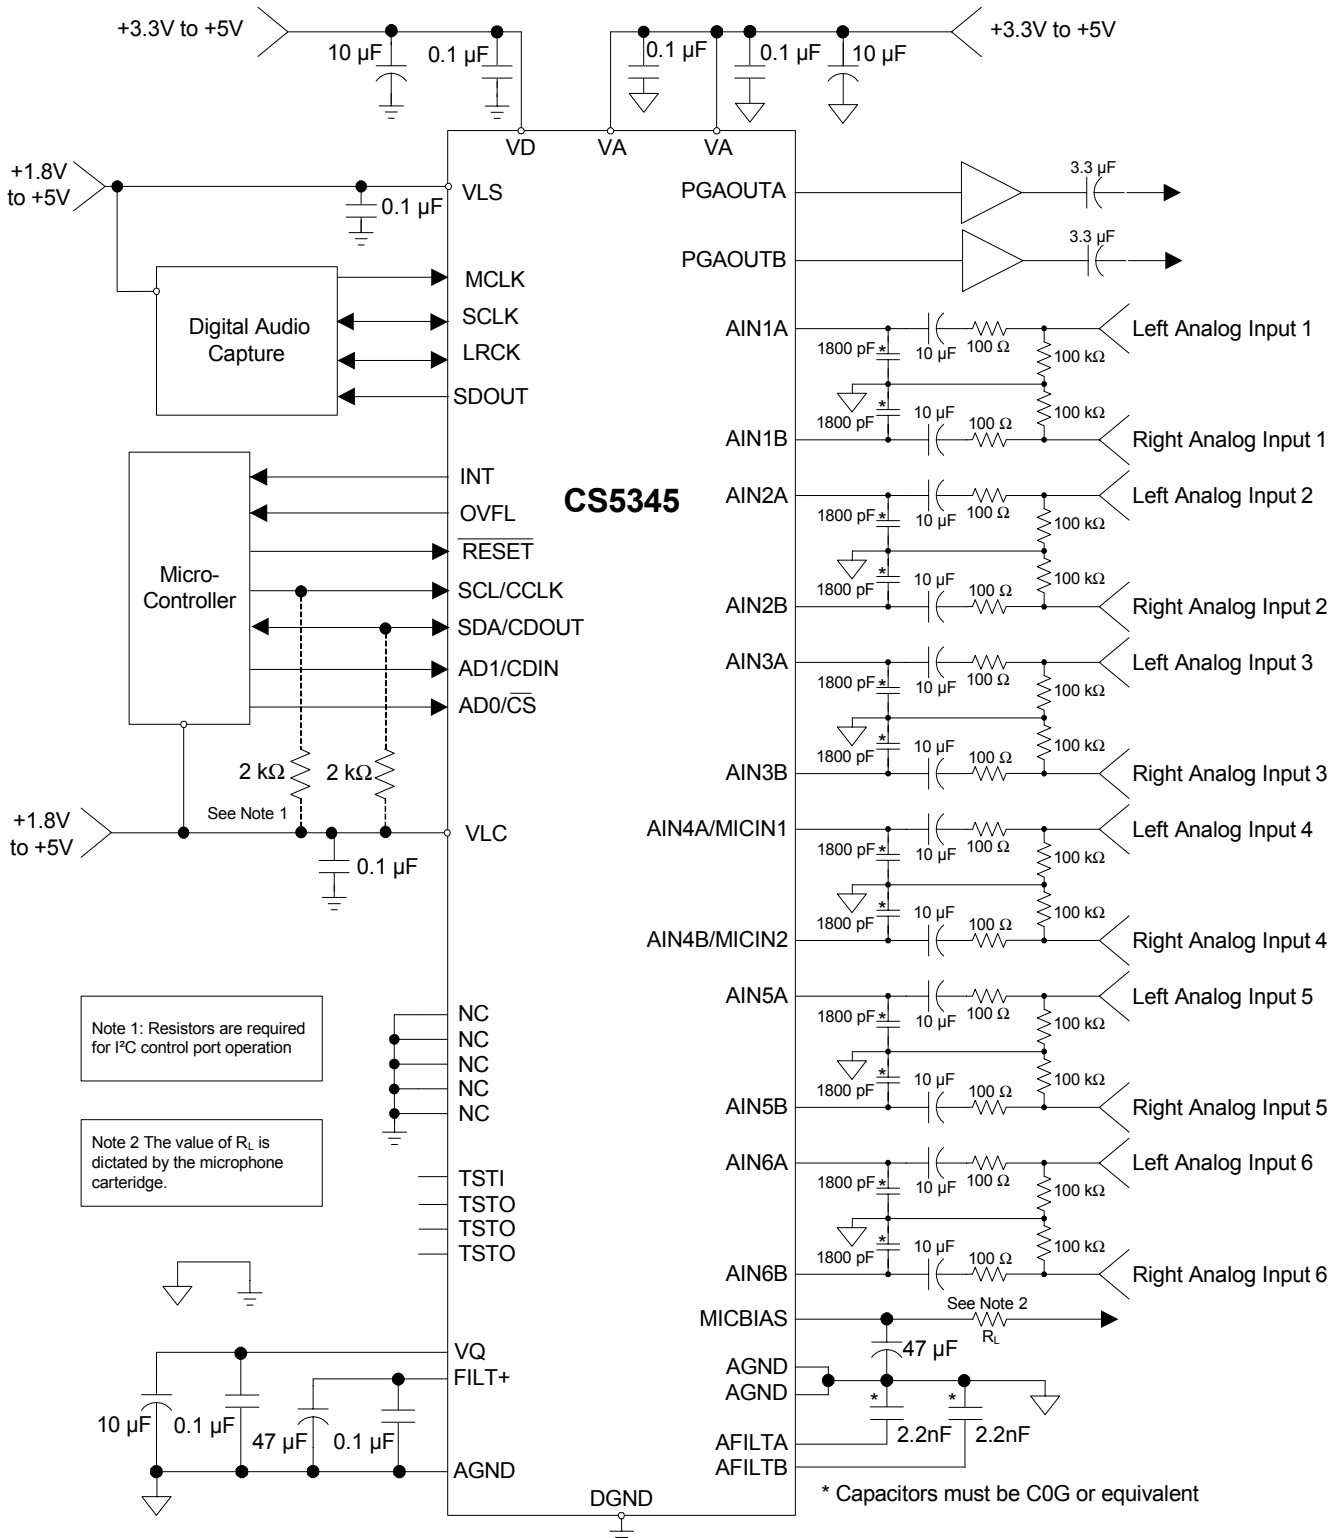 +3.3V to +5V
10 µF
0.1 µF
0.1 µF
0.1 µF
10 µF
+3.3V to +5V
VD
VA
VA
+1.8V
to +5V
0.1 µF
VLS
Digital Audio
Capture
MCLK
SCLK
LRCK
SDOUT
Micro-
Controller
INT
OVFL
RESET
SCL/CCLK
SDA/CDOUT
AD1/CDIN
AD0/CS
2 kΩ
2 kΩ
See Note 1
+1.8V
to +5V
VLC
0.1 µF
CS5345
PGAOUTA
3.3 µF
PGAOUTB
3.3 µF
AIN1A
1800 pF
*
10 µF
100 Ω
100 kΩ
Left Analog Input 1
AIN1B
1800 pF
*
10 µF
100 Ω
100 kΩ
Right Analog Input 1
AIN2A
1800 pF
*
10 µF
100 Ω
100 kΩ
Left Analog Input 2
AIN2B
1800 pF
*
10 µF
100 Ω
100 kΩ
Right Analog Input 2
AIN3A
1800 pF
*
10 µF
100 Ω
100 kΩ
Left Analog Input 3
AIN3B
1800 pF
*
10 µF
100 Ω
100 kΩ
Right Analog Input 3
AIN4A/MICIN1
1800 pF
*
10 µF
100 Ω
100 kΩ
Left Analog Input 4
AIN4B/MICIN2
1800 pF
*
10 µF
100 Ω
100 kΩ
Right Analog Input 4
AIN5A
1800 pF
*
10 µF
100 Ω
100 kΩ
Left Analog Input 5
AIN5B
1800 pF
*
10 µF
100 Ω
100 kΩ
Right Analog Input 5
AIN6A
1800 pF
*
10 µF
100 Ω
100 kΩ
Left Analog Input 6
AIN6B
1800 pF
*
10 µF
100 Ω
100 kΩ
Right Analog Input 6
MICBIAS
See Note 2
RL
47 µF
AGND
AGND
*
*
2.2nF
2.2nF
AFILTA
AFILTB
* Capacitors must be C0G or equivalent
Note 1: Resistors are required
for I²C control port operation
Note 2 The value of RL is
dictated by the microphone
carteridge.
NC
NC
NC
NC
NC
TSTI
TSTO
TSTO
TSTO
VQ
FILT+
10 µF
0.1 µF
47 µF
0.1 µF
AGND
DGND